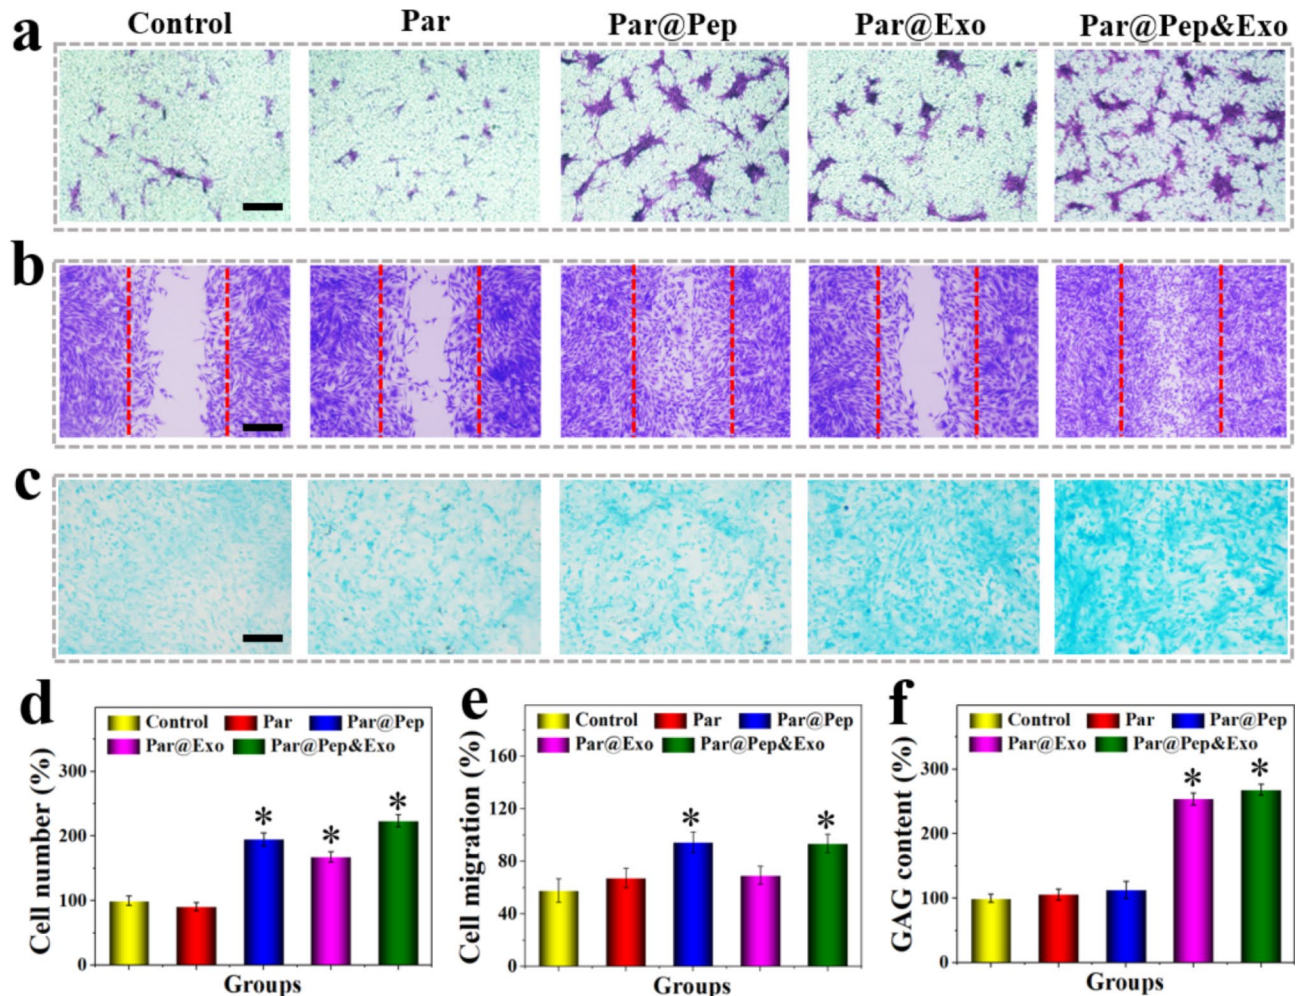 a
Control Par Par@Pep Par@Exo Par@Pep&Exo
b
c
d
Control Par Par@Pep
Par@Exo Par@Pep&Exo
300
200
100
0
Cell number (%)
* * *
Groups
e
Control Par Par@Pep
Par@Exo Par@Pep&Exo
160
120
80
40
0
Cell migration (%)
* *
Groups
f
Control Par Par@Pep
Par@Exo Par@Pep&Exo
300
200
100
0
GAG content (%)
* *
Groups